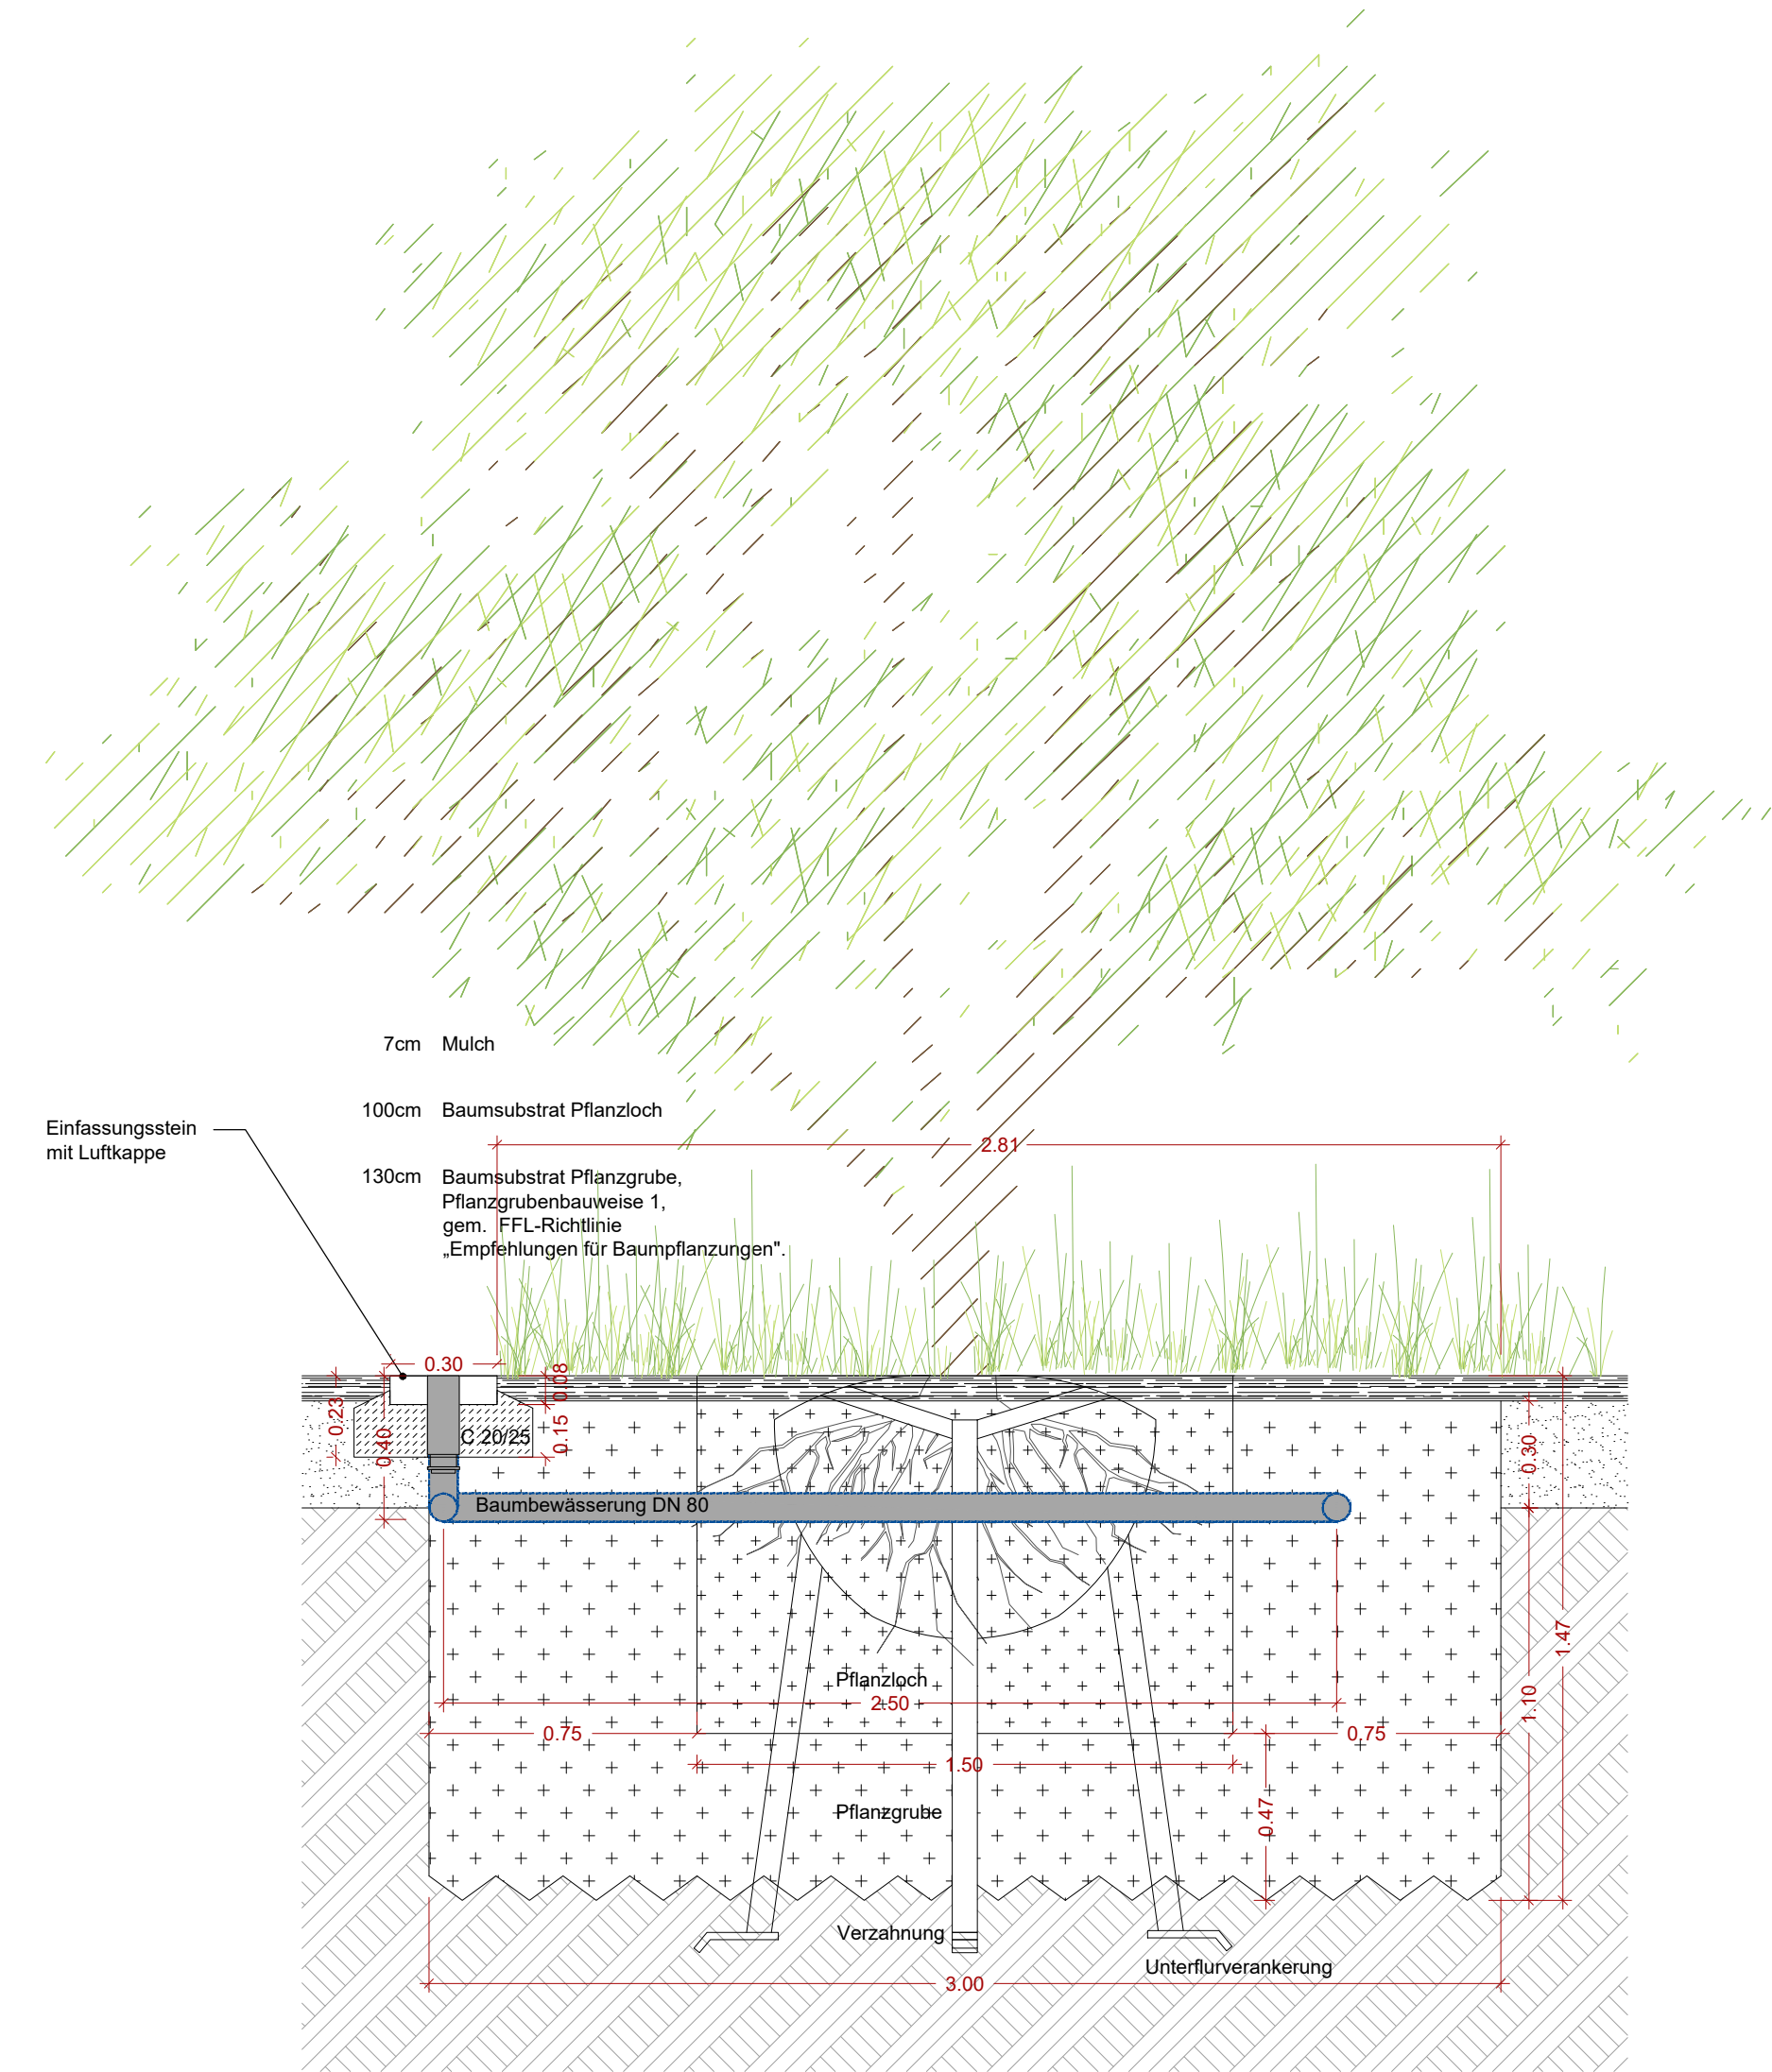 7cm Mulch
100cm Baumsubstrat Pflanzloch
Einfassungsstein
mit Luftkappe
2.81
130cm Baumsubstrat Pflanzgrube,
Pflanzgrubenbauweise 1,
gem. FFL-Richtlinie
„Empfehlungen für Baumpflanzungen".
0.30
0.08
0.23
0.40
C 20/25
0.15
0.30
Baumbewässerung DN 80
1.47
Pflanzloch
2.50
1.10
0.75
0.75
1.50
Pflanzgrube
0.47
Verzahnung
Unterflurverankerung
3.00